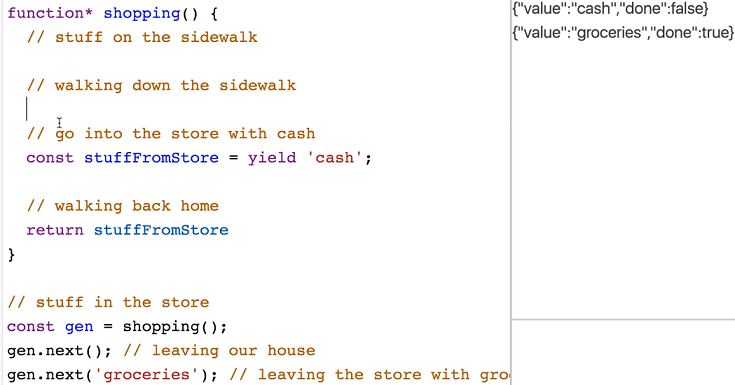 function* shopping() {
// stuff on the sidewalk
// walking down the sidewalk
// go into the store with cash
const stuffFromStore = yield 'cash';
// walking back home
return stuffFromStore
}
// stuff in the store
const gen = shopping();
gen.next(); // leaving our house
gen.next('groceries'); // leaving the store with gro
{"value":"cash","done":false}
{"value":"groceries","done":true}